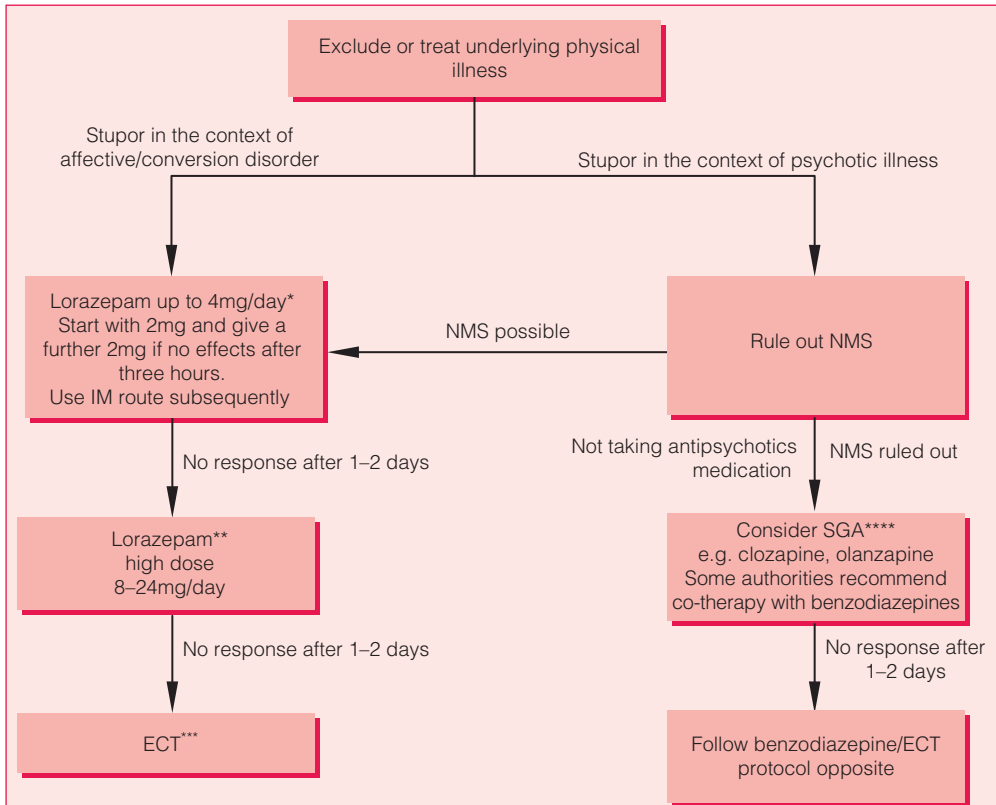 Exclude or treat underlying physical
illness
Stupor in the context of
affective/conversion disorder
Stupor in the context of psychotic illness
Lorazepam up to 4mg/day*
Start with 2mg and give a
further 2mg if no effects after
three hours.
Use IM route subsequently
NMS possible
Rule out NMS
No response after 1–2 days
Not taking antipsychotics
medication
NMS ruled out
Lorazepam**
high dose
8–24mg/day
Consider SGA****
e.g. clozapine, olanzapine
Some authorities recommend
co-therapy with benzodiazepines
No response after 1–2 days
No response after
1–2 days
ECT***
Follow benzodiazepine/ECT
protocol opposite